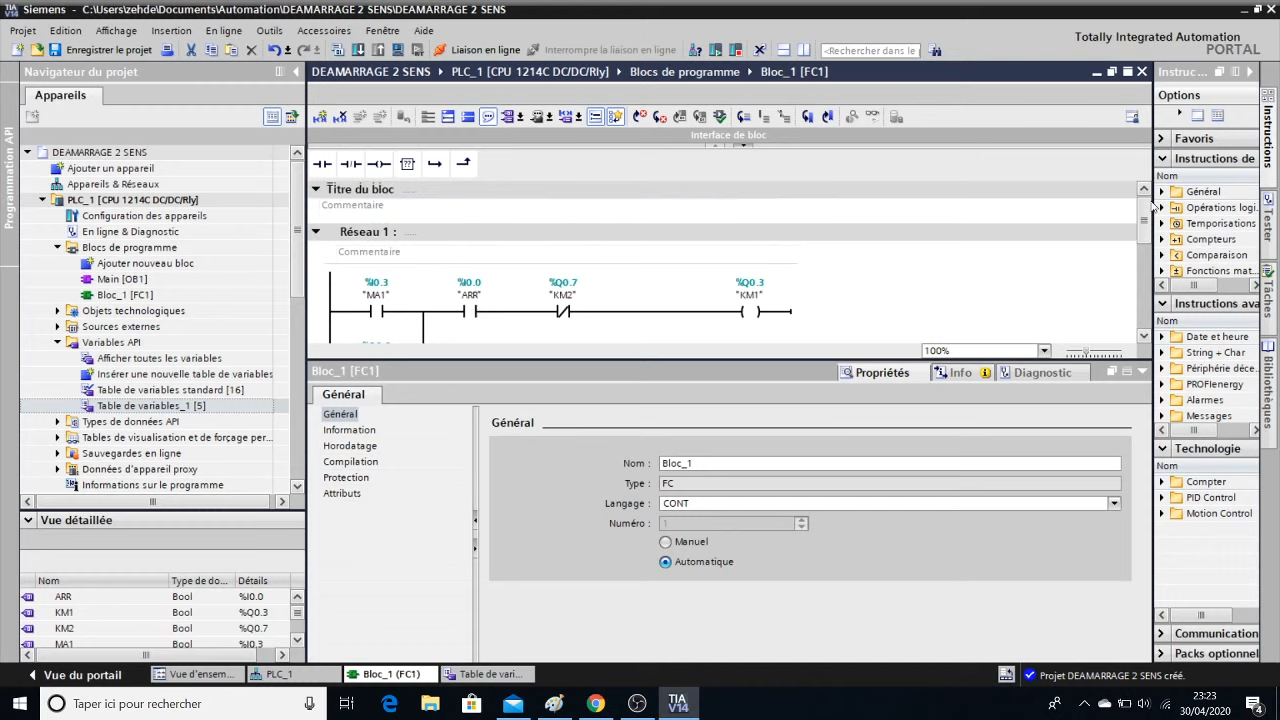 Siemens - C:\Users\zehde\Documents\Automation\DEAMARRAGE 2 SENS\DEAMARRAGE 2 SENS
TIA
V14
Projet Edition Affichage Insertion En ligne Outils Accessoires Fenêtre Aide
Enregistrer le projet
Liaison en ligne
Interrompre la liaison en ligne
<Rechercher dans le
Totally Integrated Automation
PORTAL
Navigateur du projet
Appareils
DEAMARRAGE 2 SENS
Ajouter un appareil
Appareils & Réseaux
PLC_1 [CPU 1214C DC/DC/Rly]
Configuration des appareils
En ligne & Diagnostic
Blocs de programme
Ajouter nouveau bloc
Main [OB1]
Bloc_1 [FC1]
Objets technologiques
Sources externes
Variables API
Afficher toutes les variables
Insérer une nouvelle table de variables
Table de variables standard [16]
Table de variables_1 [5]
Types de données API
Tables de visualisation et de forçage per...
Sauvegardes en ligne
Données d'appareil proxy
Informations sur le programme
Vue détaillée
Nom Type de do... Détails
ARR Bool %I0.0
KM1 Bool %Q0.3
KM2 Bool %Q0.7
MA1 Bool %I0.3
Programmation API
DEAMARRAGE 2 SENS PLC_1 [CPU 1214C DC/DC/Rly] Blocs de programme Bloc_1 [FC1]
Interface de bloc
??
Titre du bloc .....
Commentaire
Réseau 1 : .....
Commentaire
%I0.3 %I0.0 %Q0.7 %Q0.3
"MA1" "ARR" "KM2" "KM1"
100%
Bloc_1 [FC1]
Propriétés
Info
Diagnostic
Général
Général
Information
Horodatage
Compilation
Protection
Attributs
Général
Nom : Bloc_1
Type : FC
Langage : CONT
Numéro : 1
Manuel
Automatique
Instruc...
Options
Favoris
Instructions de
Nom
Général
Opérations logi...
Temporisations
Compteurs
Comparaison
Fonctions mat...
Instructions ava
Nom
Date et heure
String + Char
Périphérie déce...
PROFIenergy
Alarmes
Messages
Technologie
Nom
Compter
PID Control
Motion Control
Communication
Packs optionnel
Instructions
Tester
Tâches
Bibliothèques
Vue du portail
Vue d'ensem...
PLC_1
Bloc_1 (FC1)
Table de vari...
Projet DEAMARRAGE 2 SENS créé.
Taper ici pour rechercher
TIA
V14
23:23
30/04/2020
4